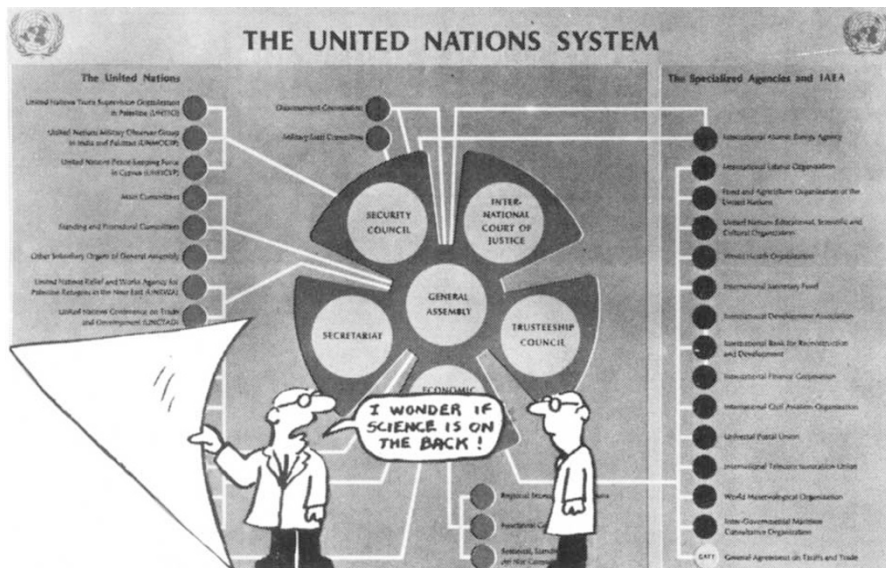 THE UNITED NATIONS SYSTEM
The United Nations
United Nations Truce Supervision Organization
in Palestine (UNTSO)
United Nations Military Observer Group
in India and Pakistan (UNMOGIP)
United Nations Peace-keeping Force
in Cyprus (UNFICYP)
Main Committees
Standing and Procedural Committees
Other Subsidiary Organs of General Assembly
United Nations Relief and Works Agency for
Palestine Refugees in the Near East (UNRWA)
United Nations Conference on Trade
and Development (UNCTAD)
Disarmament Commission
Military Staff Committee
SECURITY
COUNCIL
INTER-
NATIONAL
COURT OF
JUSTICE
GENERAL
ASSEMBLY
SECRETARIAT
TRUSTEESHIP
COUNCIL
ECONOMIC
I WONDER IF
SCIENCE IS ON
THE BACK!
Regional
Functional
The Specialized Agencies and IAEA
International Atomic Energy Agency
International Labour Organisation
Food and Agriculture Organization of the
United Nations
United Nations Educational, Scientific and
Cultural Organization
World Health Organization
International Monetary Fund
International Development Association
International Bank for Reconstruction
and Development
International Finance Corporation
International Civil Aviation Organization
Universal Postal Union
International Telecommunication Union
World Meteorological Organization
Inter-Governmental Maritime
Consultative Organization
GATT
General Agreement on Tariffs and Trade